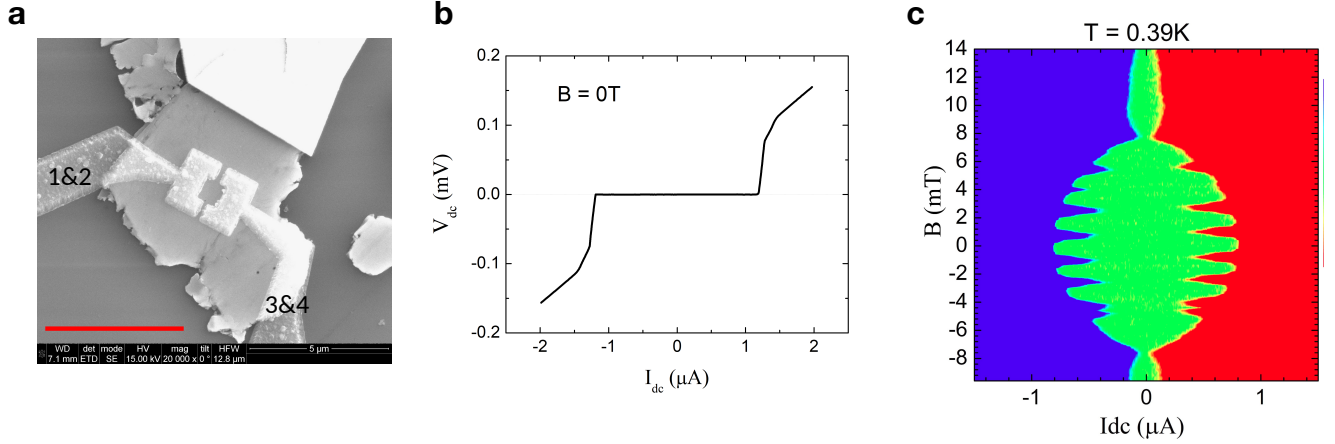 a
b
c
1&2
3&4
WD det mode HV mag tilt HFW 5 µm
7.1 mm ETD SE 15.00 kV 20 000 x 0 ° 12.8 µm
0.2
0.1
0.0
-0.1
-0.2
V_dc (mV)
B = 0T
-2 -1 0 1 2
I_dc (µA)
T = 0.39K
14
12
10
8
6
4
2
0
-2
-4
-6
-8
B (mT)
-1 0 1
Idc (µA)